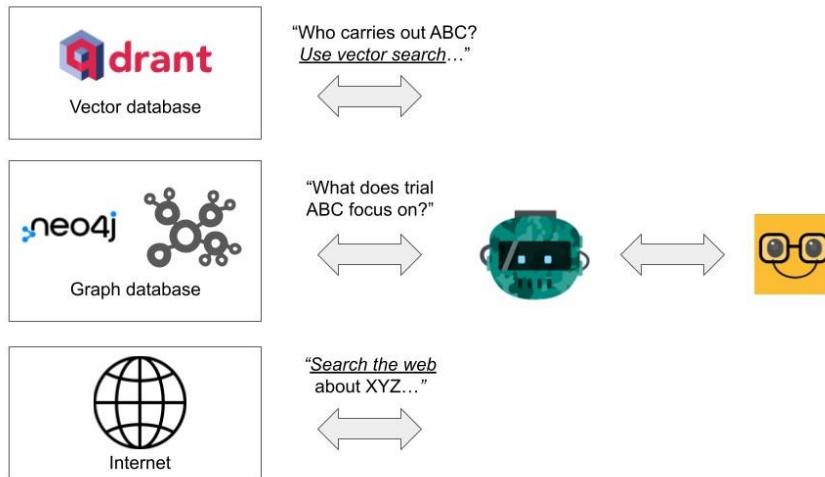 qdrant
Vector database
“Who carries out ABC?
Use vector search…”
neo4j
Graph database
“What does trial
ABC focus on?”
Internet
“Search the web
about XYZ…”